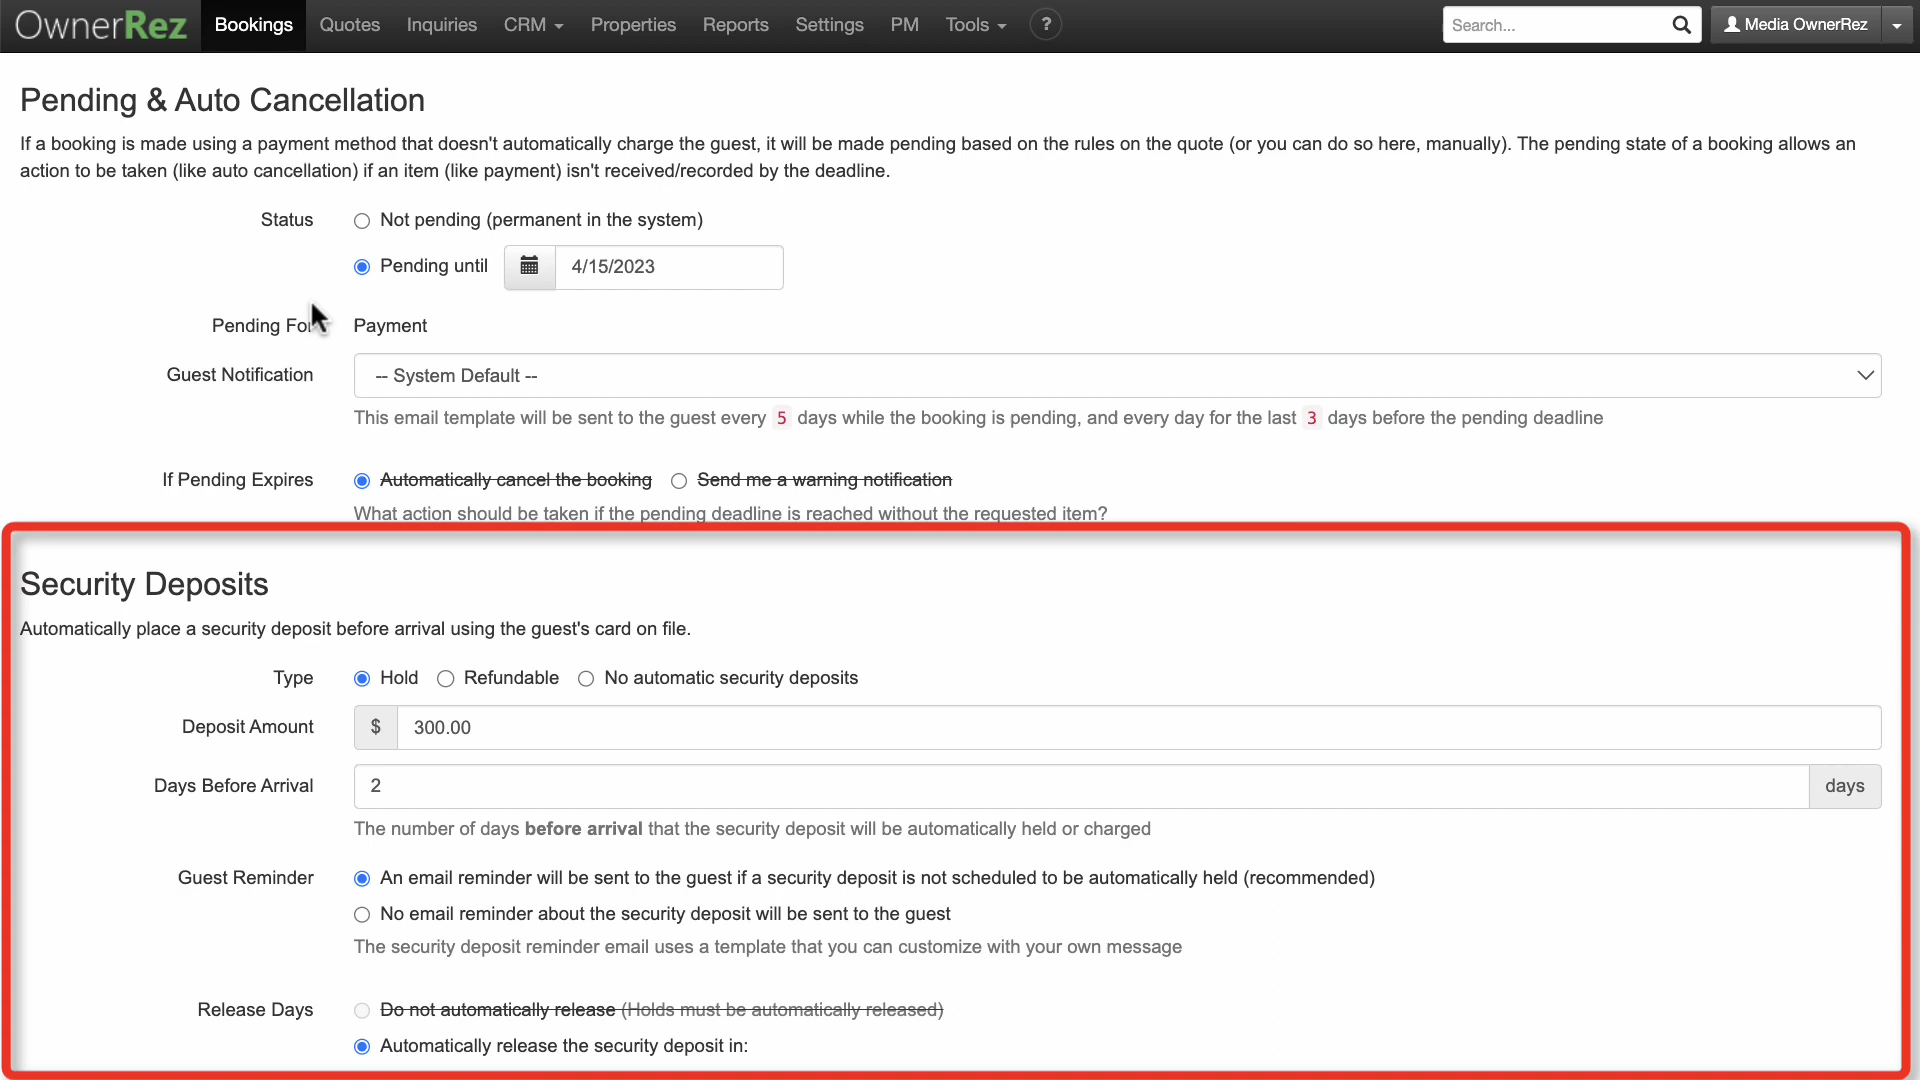 OwnerRez Bookings Quotes Inquiries CRM Properties Reports Settings PM Tools ? Search... Media OwnerRez
Pending & Auto Cancellation
If a booking is made using a payment method that doesn't automatically charge the guest, it will be made pending based on the rules on the quote (or you can do so here, manually). The pending state of a booking allows an
action to be taken (like auto cancellation) if an item (like payment) isn't received/recorded by the deadline.
Status Not pending (permanent in the system)
Pending until 4/15/2023
Pending For Payment
Guest Notification -- System Default --
This email template will be sent to the guest every 5 days while the booking is pending, and every day for the last 3 days before the pending deadline
If Pending Expires Automatically cancel the booking Send me a warning notification
What action should be taken if the pending deadline is reached without the requested item?
Security Deposits
Automatically place a security deposit before arrival using the guest's card on file.
Type Hold Refundable No automatic security deposits
Deposit Amount $ 300.00
Days Before Arrival 2 days
The number of days before arrival that the security deposit will be automatically held or charged
Guest Reminder An email reminder will be sent to the guest if a security deposit is not scheduled to be automatically held (recommended)
No email reminder about the security deposit will be sent to the guest
The security deposit reminder email uses a template that you can customize with your own message
Release Days Do not automatically release (Holds must be automatically released)
Automatically release the security deposit in: